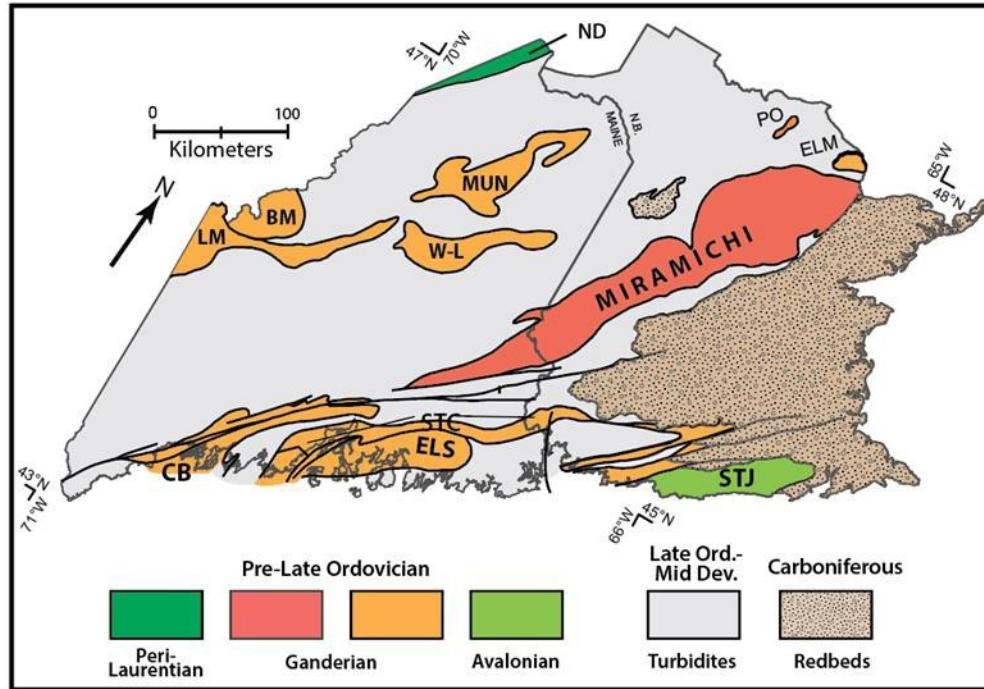 ND
47°N
70°W
0 100
Kilometers
N
MAINE
N.B.
PO
ELM
65°W
48°N
MUN
BM
LM
W-L
MIRAMICHI
STC
ELS
CB
STJ
43°N
71°W
66°W
45°N
Pre-Late Ordovician
Late Ord.-
Mid Dev.
Carboniferous
Peri-
Laurentian
Ganderian
Avalonian
Turbidites
Redbeds